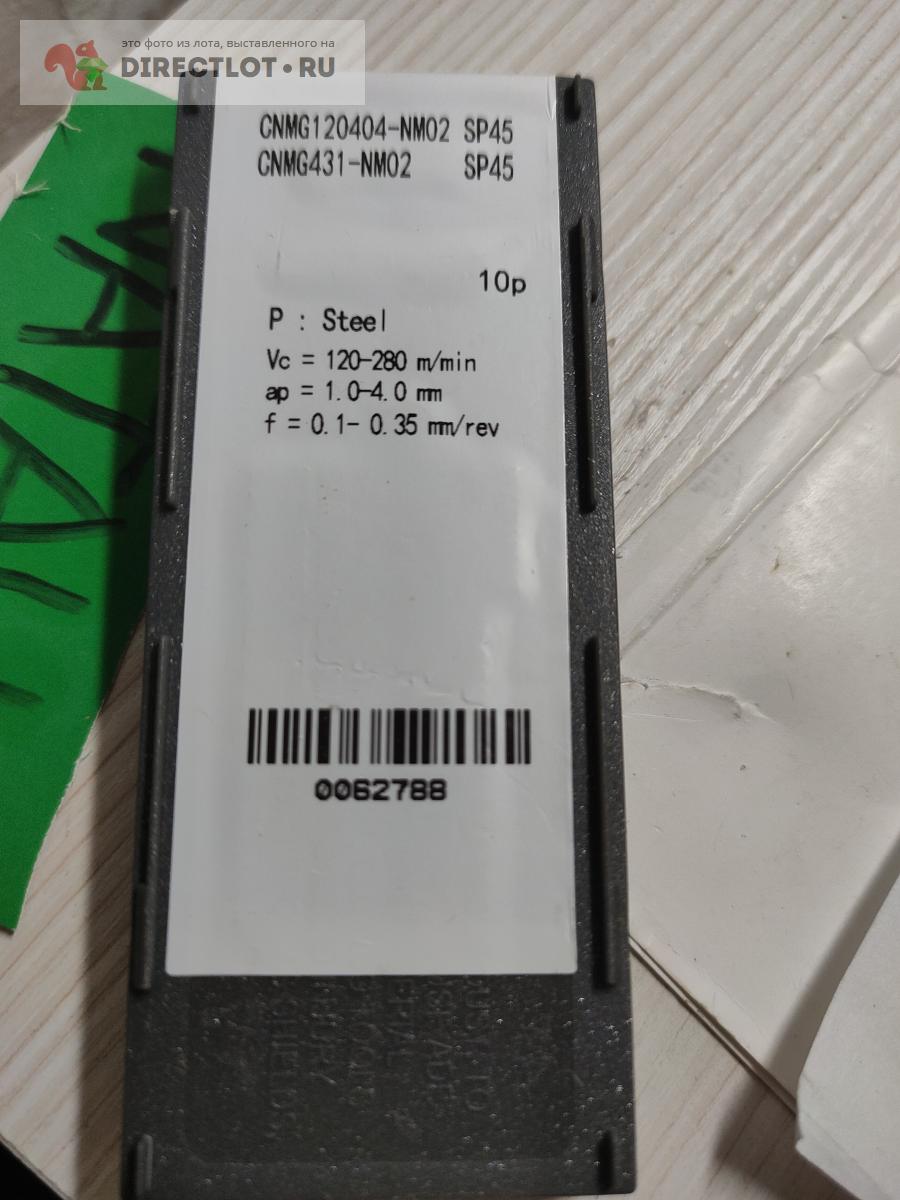 это фото из лота, выставленного на
DIRECTLOT•RU
CNMG120404-NM02 SP45
CNMG431-NM02 SP45
10p
P : Steel
Vc = 120-280 m/min
ap = 1.0-4.0 mm
f = 0.1- 0.35 mm/rev
0062788